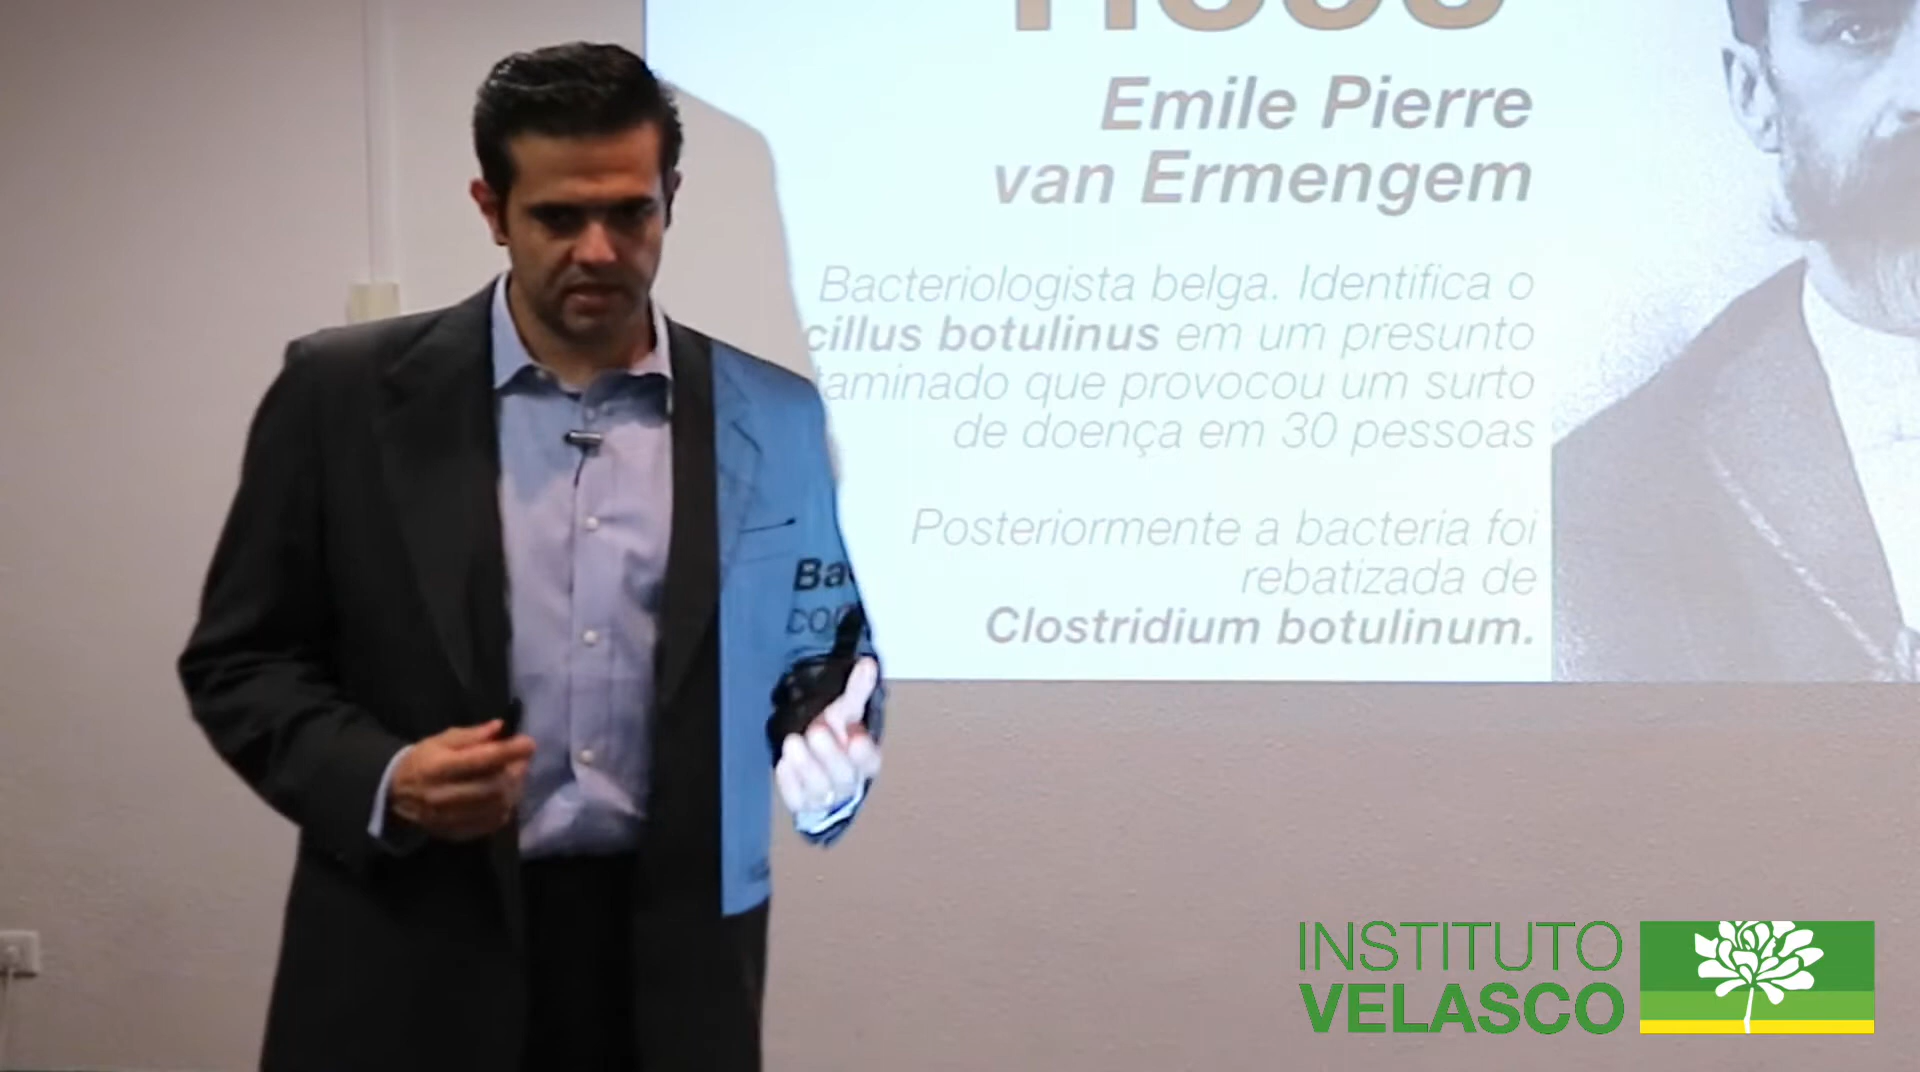 Emile Pierre
van Ermengem
Bacteriologista belga. Identifica o
cillus botulinus em um presunto
taminado que provocou um surto
de doença em 30 pessoas
Posteriormente a bacteria foi
rebatizada de
Clostridium botulinum.
Ba
con
INSTITUTO
VELASCO